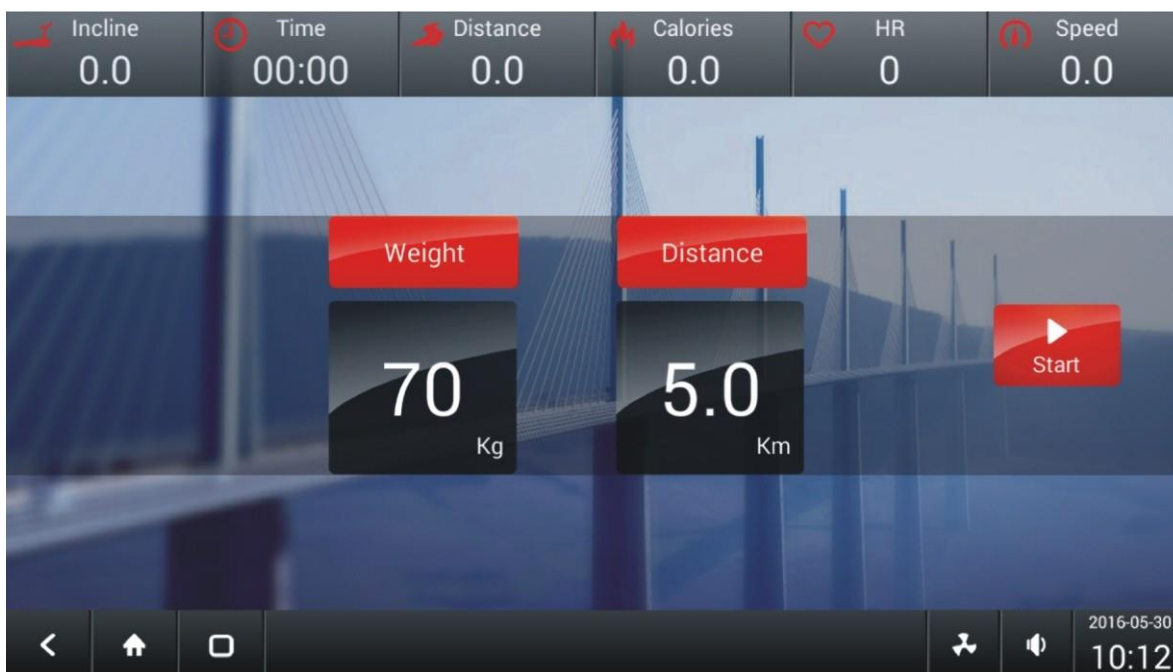 Incline Time Distance Calories HR Speed
0.0 00:00 0.0 0.0 0 0.0
Weight Distance
70 Kg 5.0 Km
Start
2016-05-30
10:12